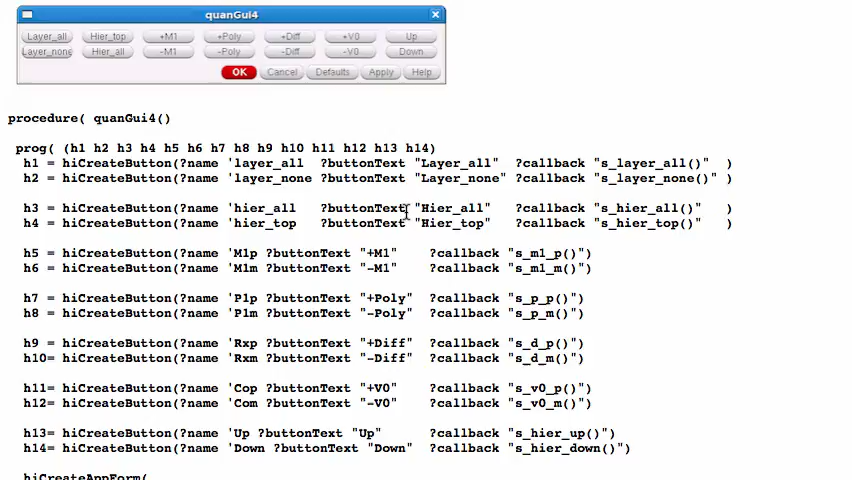 quanGui4
Layer_all Hier_top +M1 +Poly +Diff +V0 Up
Layer_none Hier_all -M1 -Poly -Diff -V0 Down
OK Cancel Defaults Apply Help
procedure( quanGui4()
prog( (h1 h2 h3 h4 h5 h6 h7 h8 h9 h10 h11 h12 h13 h14)
h1 = hiCreateButton(?name 'layer_all ?buttonText "Layer_all" ?callback "s_layer_all()" )
h2 = hiCreateButton(?name 'layer_none ?buttonText "Layer_none" ?callback "s_layer_none()" )
h3 = hiCreateButton(?name 'hier_all ?buttonText "Hier_all" ?callback "s_hier_all()" )
h4 = hiCreateButton(?name 'hier_top ?buttonText "Hier_top" ?callback "s_hier_top()" )
h5 = hiCreateButton(?name 'M1p ?buttonText "+M1" ?callback "s_m1_p()")
h6 = hiCreateButton(?name 'M1m ?buttonText "-M1" ?callback "s_m1_m()")
h7 = hiCreateButton(?name 'P1p ?buttonText "+Poly" ?callback "s_p_p()")
h8 = hiCreateButton(?name 'P1m ?buttonText "-Poly" ?callback "s_p_m()")
h9 = hiCreateButton(?name 'Rxp ?buttonText "+Diff" ?callback "s_d_p()")
h10= hiCreateButton(?name 'Rxm ?buttonText "-Diff" ?callback "s_d_m()")
h11= hiCreateButton(?name 'Cop ?buttonText "+V0" ?callback "s_v0_p()")
h12= hiCreateButton(?name 'Com ?buttonText "-V0" ?callback "s_v0_m()")
h13= hiCreateButton(?name 'Up ?buttonText "Up" ?callback "s_hier_up()")
h14= hiCreateButton(?name 'Down ?buttonText "Down" ?callback "s_hier_down()")
hiCreateAppForm(